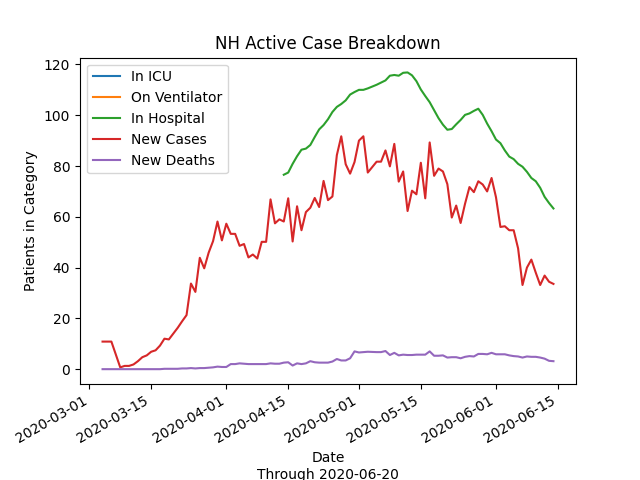 NH Active Case Breakdown
In ICU
On Ventilator
In Hospital
New Cases
New Deaths
Patients in Category
120
100
80
60
40
20
0
2020-03-01
2020-03-15
2020-04-01
2020-04-15
2020-05-01
2020-05-15
2020-06-01
2020-06-15
Date
Through 2020-06-20